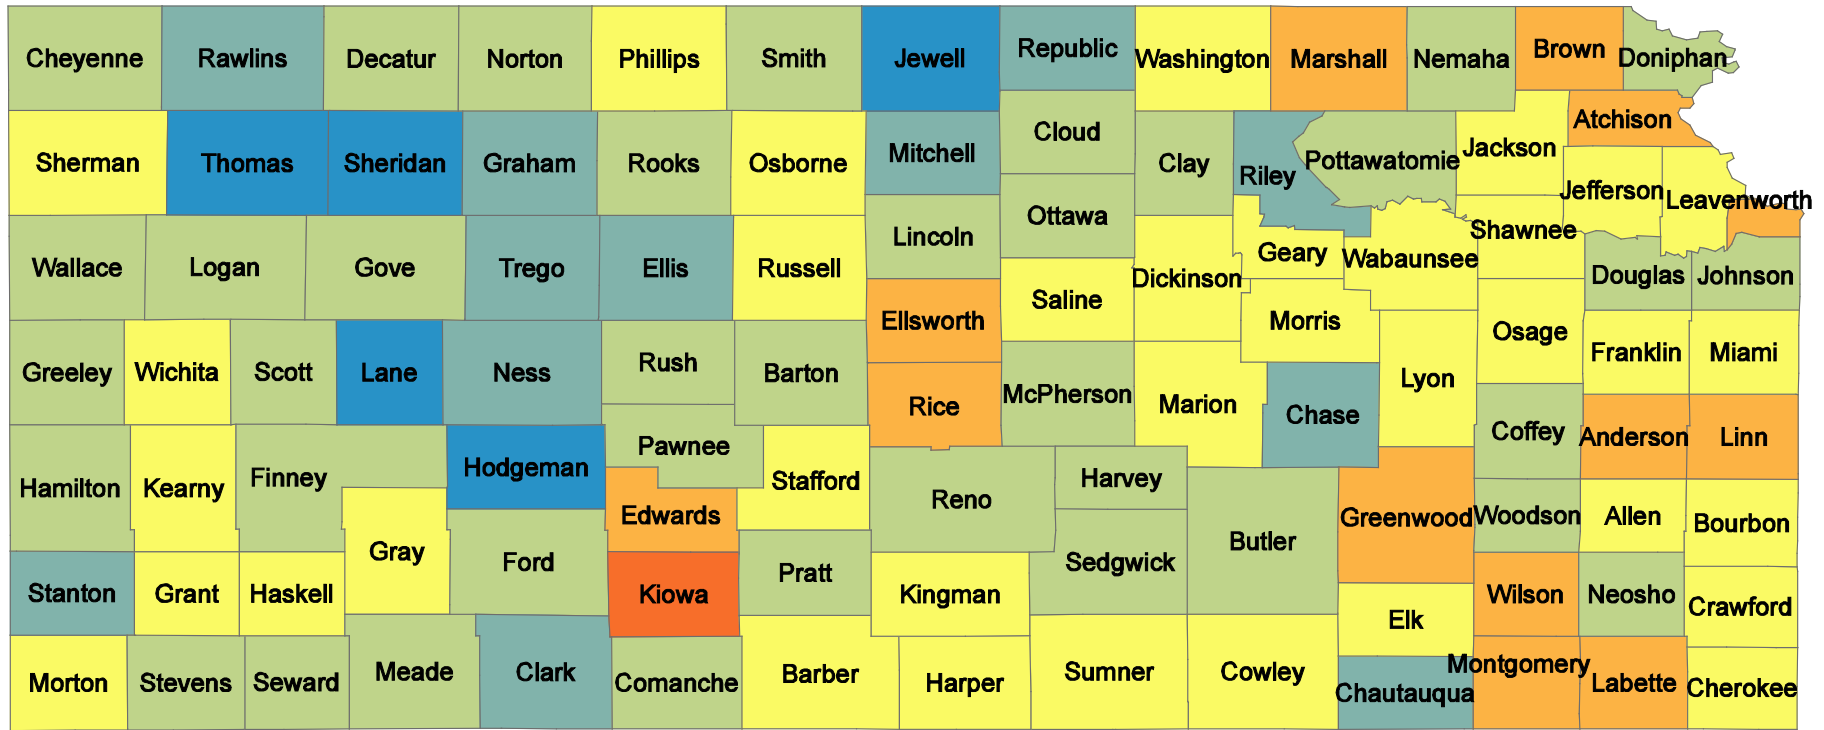 Cheyenne
Rawlins
Decatur
Norton
Phillips
Smith
Jewell
Republic
Washington
Marshall
Nemaha
Brown
Doniphan
Sherman
Thomas
Sheridan
Graham
Rooks
Osborne
Mitchell
Cloud
Clay
Riley
Pottawatomie
Jackson
Atchison
Jefferson
Leavenworth
Wallace
Logan
Gove
Trego
Ellis
Russell
Lincoln
Ottawa
Saline
Dickinson
Geary
Wabaunsee
Shawnee
Douglas
Johnson
Greeley
Wichita
Scott
Lane
Ness
Rush
Barton
Ellsworth
Rice
McPherson
Marion
Morris
Chase
Lyon
Osage
Franklin
Miami
Coffey
Anderson
Linn
Hamilton
Kearny
Finney
Gray
Hodgeman
Ford
Pawnee
Edwards
Stafford
Reno
Harvey
Sedgwick
Butler
Greenwood
Woodson
Allen
Bourbon
Stanton
Grant
Haskell
Kiowa
Pratt
Kingman
Elk
Wilson
Neosho
Crawford
Morton
Stevens
Seward
Meade
Clark
Comanche
Barber
Harper
Sumner
Cowley
Chautauqua
Montgomery
Labette
Cherokee